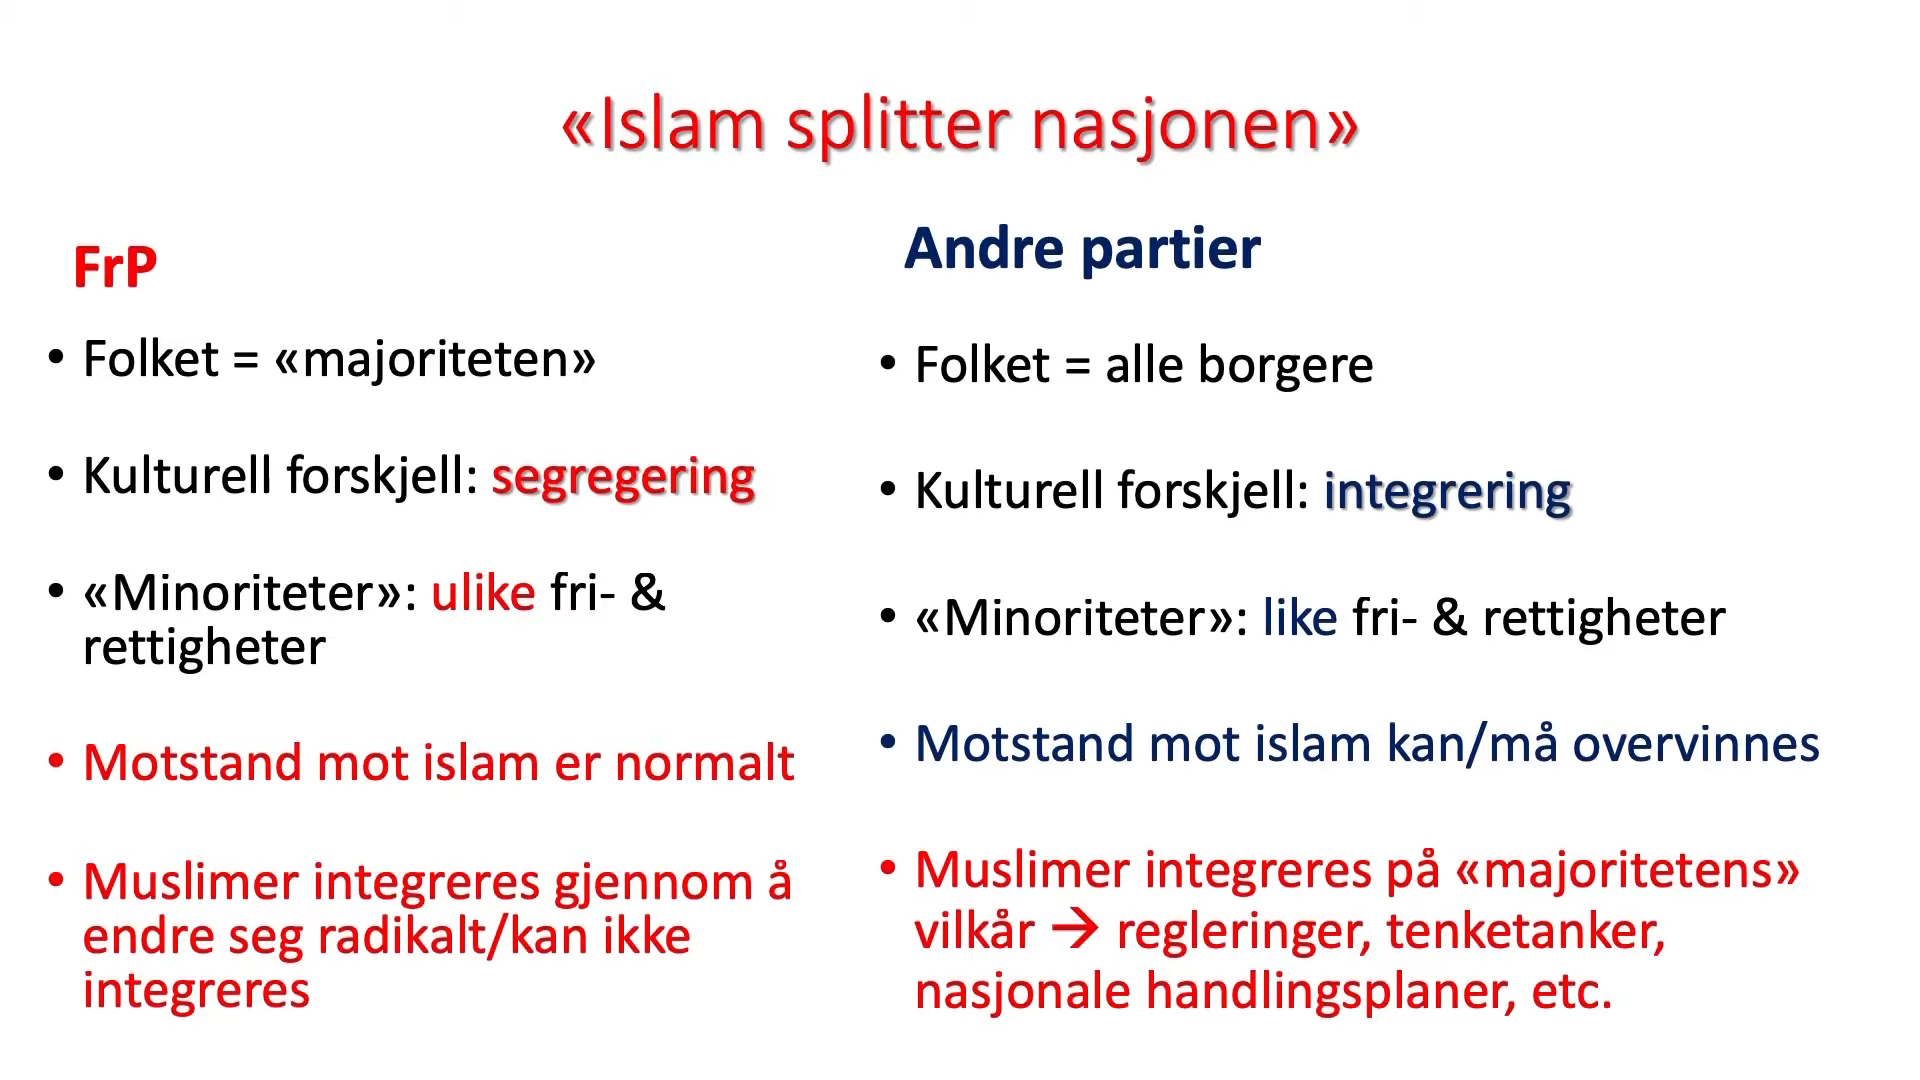 «Islam splitter nasjonen»
FrP
• Folket = «majoriteten»
• Kulturell forskjell: segregering
• «Minoriteter»: ulike fri- &
rettigheter
• Motstand mot islam er normalt
• Muslimer integreres gjennom å
endre seg radikalt/kan ikke
integreres
Andre partier
• Folket = alle borgere
• Kulturell forskjell: integrering
• «Minoriteter»: like fri- & rettigheter
• Motstand mot islam kan/må overvinnes
• Muslimer integreres på «majoritetens»
vilkår → regleringer, tenketanker,
nasjonale handlingsplaner, etc.